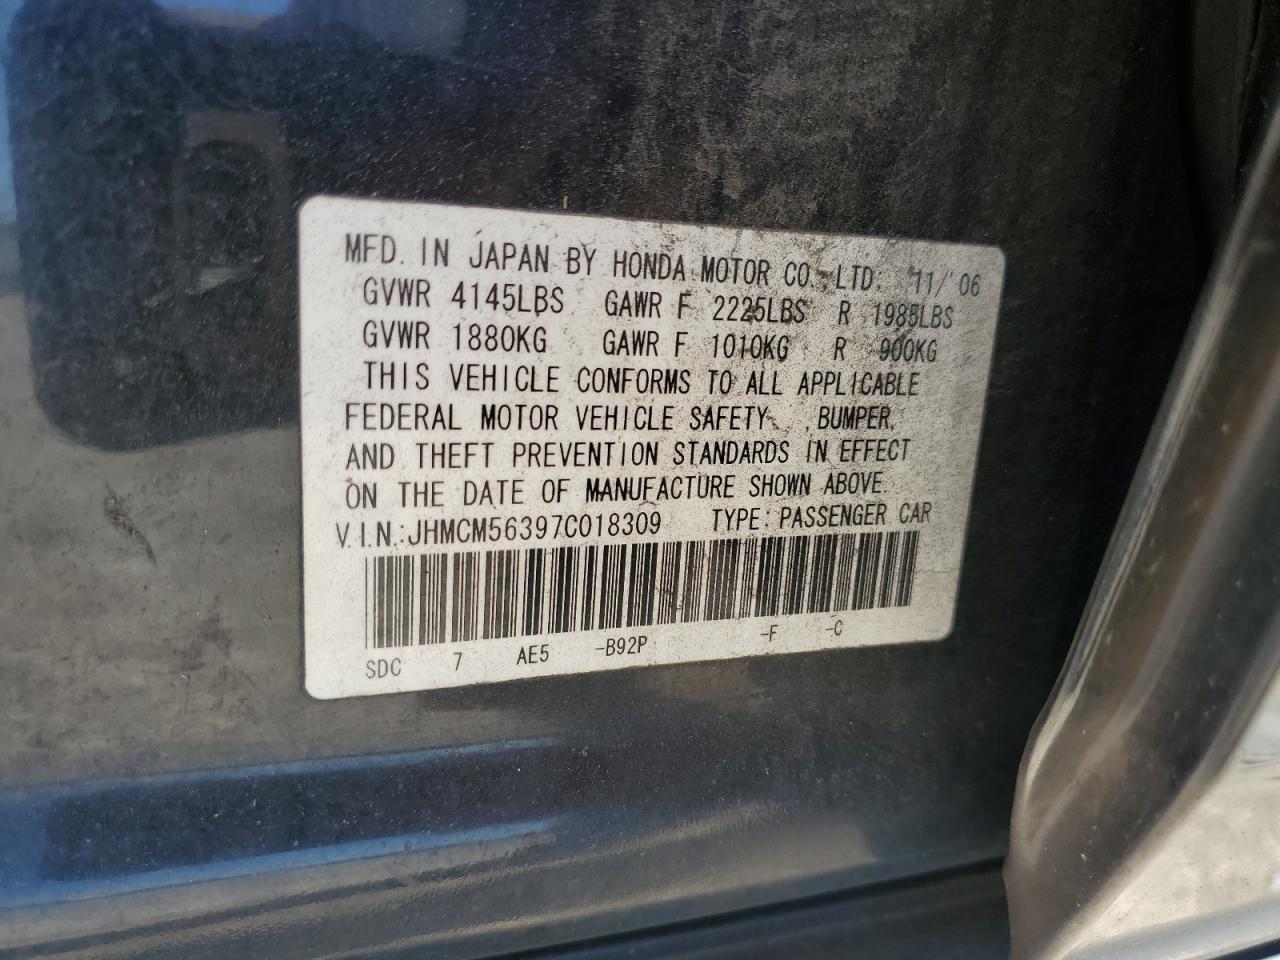 MFD. IN JAPAN BY HONDA MOTOR CO., LTD. 11/'06
GVWR 4145LBS GAWR F 2225LBS R 1985LBS
GVWR 1880KG GAWR F 1010KG R 900KG
THIS VEHICLE CONFORMS TO ALL APPLICABLE
FEDERAL MOTOR VEHICLE SAFETY , BUMPER,
AND THEFT PREVENTION STANDARDS IN EFFECT
ON THE DATE OF MANUFACTURE SHOWN ABOVE.
V.I.N.:JHMCM56397C018309 TYPE:PASSENGER CAR
SDC 7 AE5 -B92P -F -C